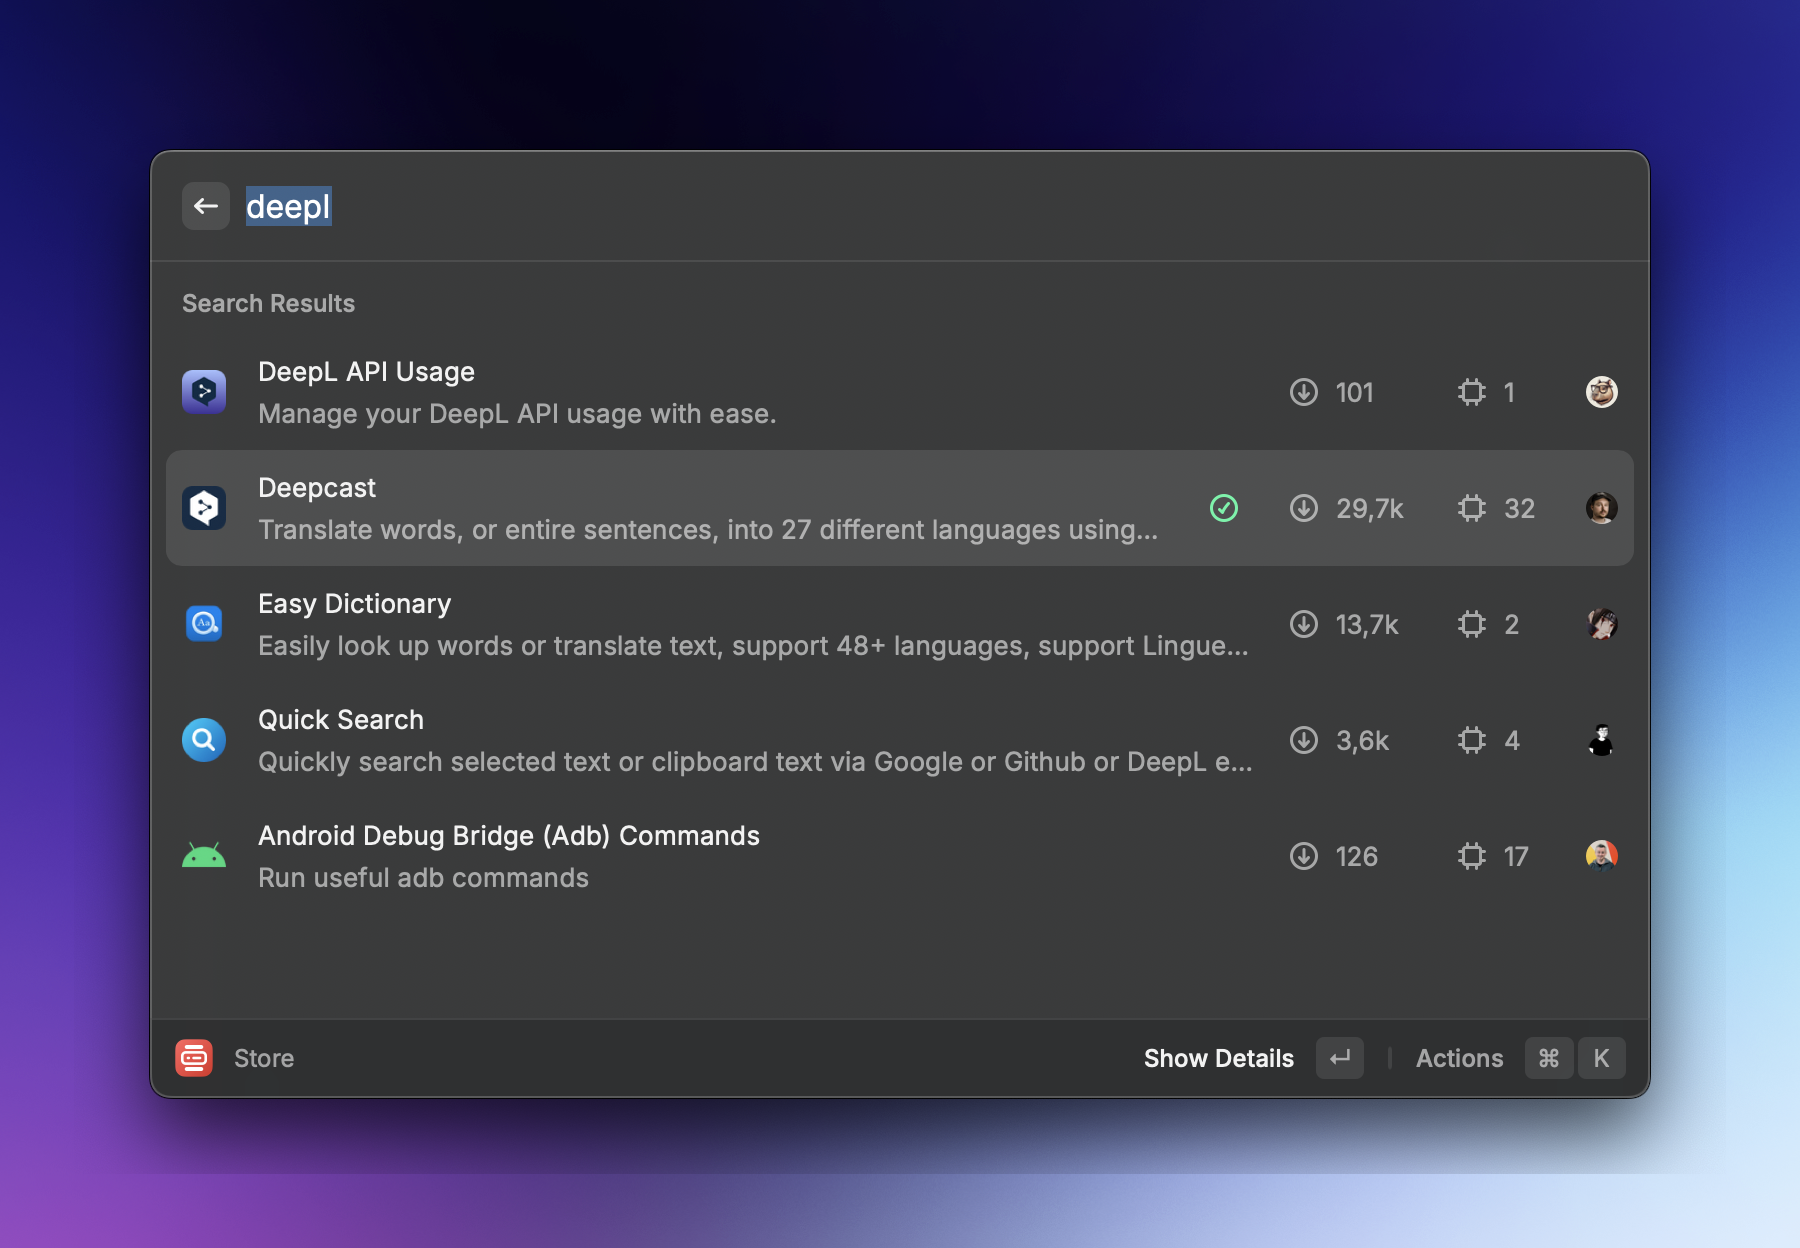 deepl
Search Results
DeepL API Usage
Manage your DeepL API usage with ease.
101
1
Deepcast
Translate words, or entire sentences, into 27 different languages using...
29,7k
32
Easy Dictionary
Easily look up words or translate text, support 48+ languages, support Lingue...
13,7k
2
Quick Search
Quickly search selected text or clipboard text via Google or Github or DeepL e...
3,6k
4
Android Debug Bridge (Adb) Commands
Run useful adb commands
126
17
Store
Show Details ↵ | Actions ⌘ K